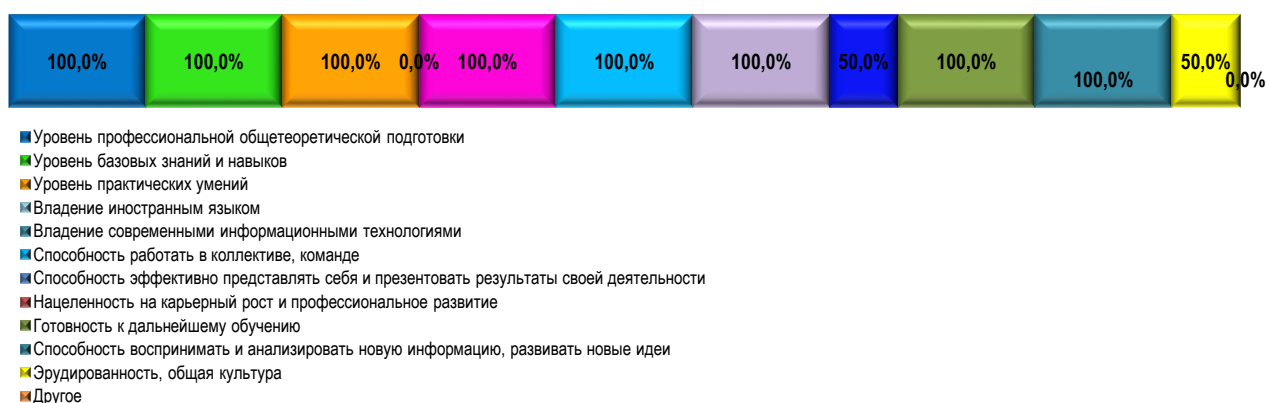 100,0% 100,0% 100,0% 0,0% 100,0% 100,0% 100,0% 50,0% 100,0% 100,0% 50,0% 0,0%
Уровень профессиональной общетеоретической подготовки
Уровень базовых знаний и навыков
Уровень практических умений
Владение иностранным языком
Владение современными информационными технологиями
Способность работать в коллективе, команде
Способность эффективно представлять себя и презентовать результаты своей деятельности
Нацеленность на карьерный рост и профессиональное развитие
Готовность к дальнейшему обучению
Способность воспринимать и анализировать новую информацию, развивать новые идеи
Эрудированность, общая культура
Другое